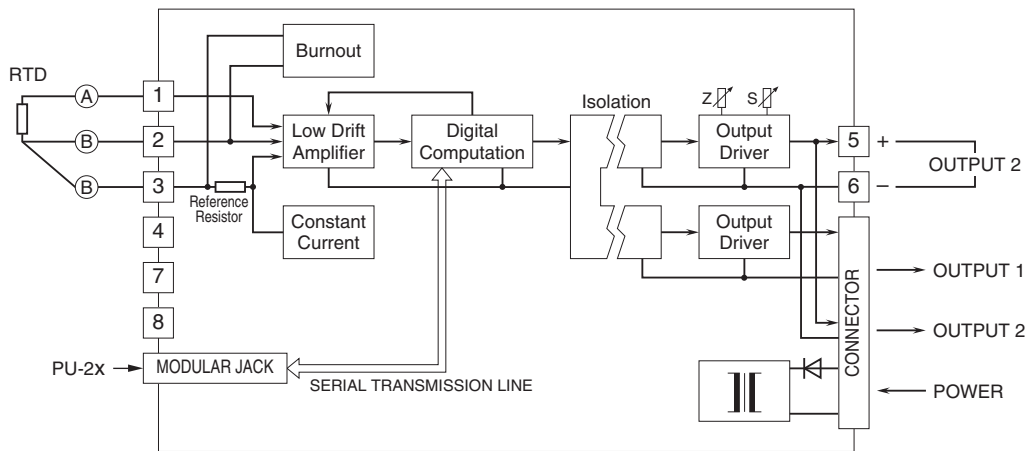 Burnout
RTD
A
1
B
2
B
3
Reference
Resistor
4
7
8
PU-2x
MODULAR JACK
SERIAL TRANSMISSION LINE
Low Drift
Amplifier
Digital
Computation
Constant
Current
Isolation
Z
S
Output
Driver
Output
Driver
5
+
6
–
OUTPUT 2
CONNECTOR
OUTPUT 1
OUTPUT 2
POWER